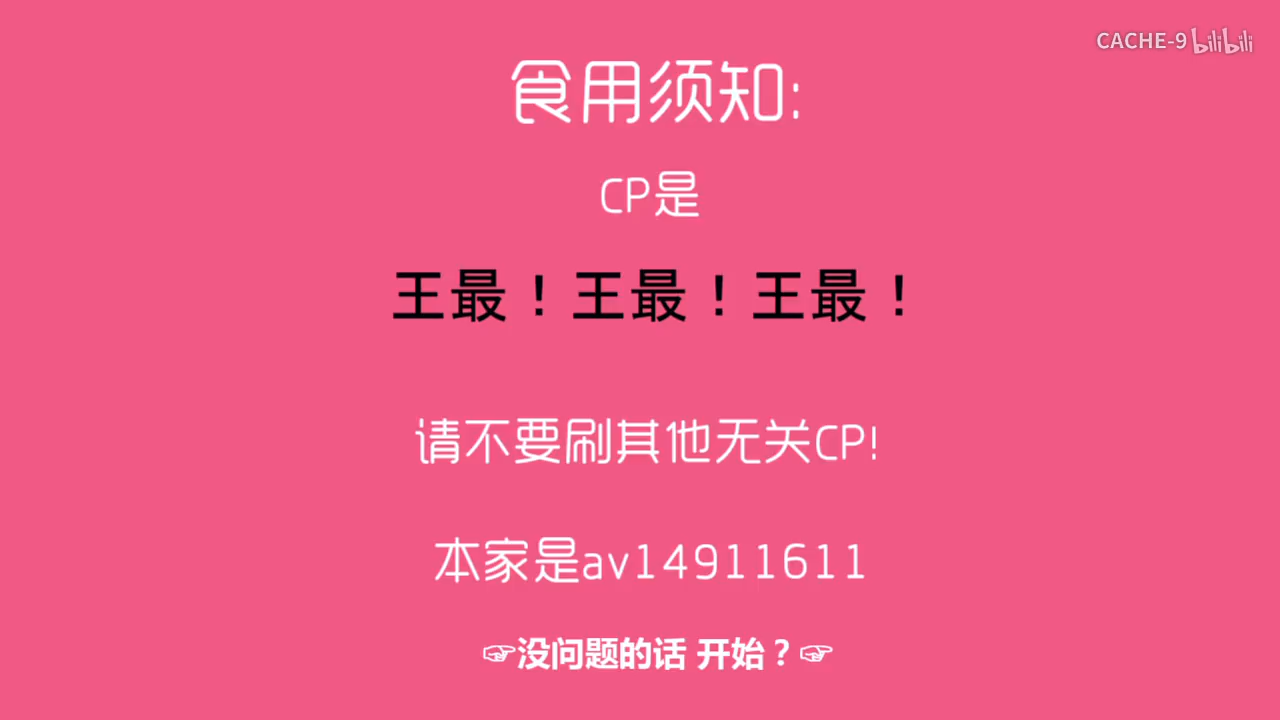 CACHE-9 bilibili
食用须知:
CP是
王最！王最！王最！
请不要刷其他无关CP!
本家是av14911611
☞没问题的话 开始？☞